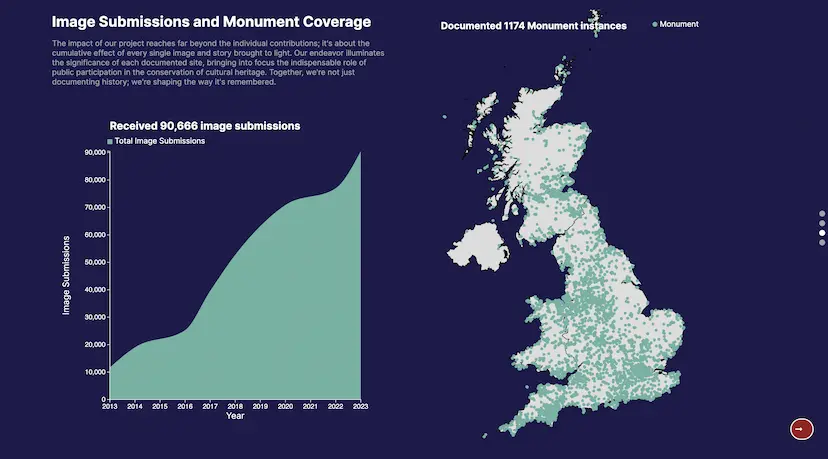 Image Submissions and Monument Coverage
The impact of our project reaches far beyond the individual contributions; it's about the
cumulative effect of every single image and story brought to light. Our endeavor illuminates
the significance of each documented site, bringing into focus the indispensable role of
public participation in the conservation of cultural heritage. Together, we're not just
documenting history; we're shaping the way it's remembered.
Received 90,666 image submissions
Total Image Submissions
90,000
80,000
70,000
60,000
50,000
40,000
30,000
20,000
10,000
0
Image Submissions
2013 2014 2015 2016 2017 2018 2019 2020 2021 2022 2023
Year
Documented 1174 Monument instances
Monument